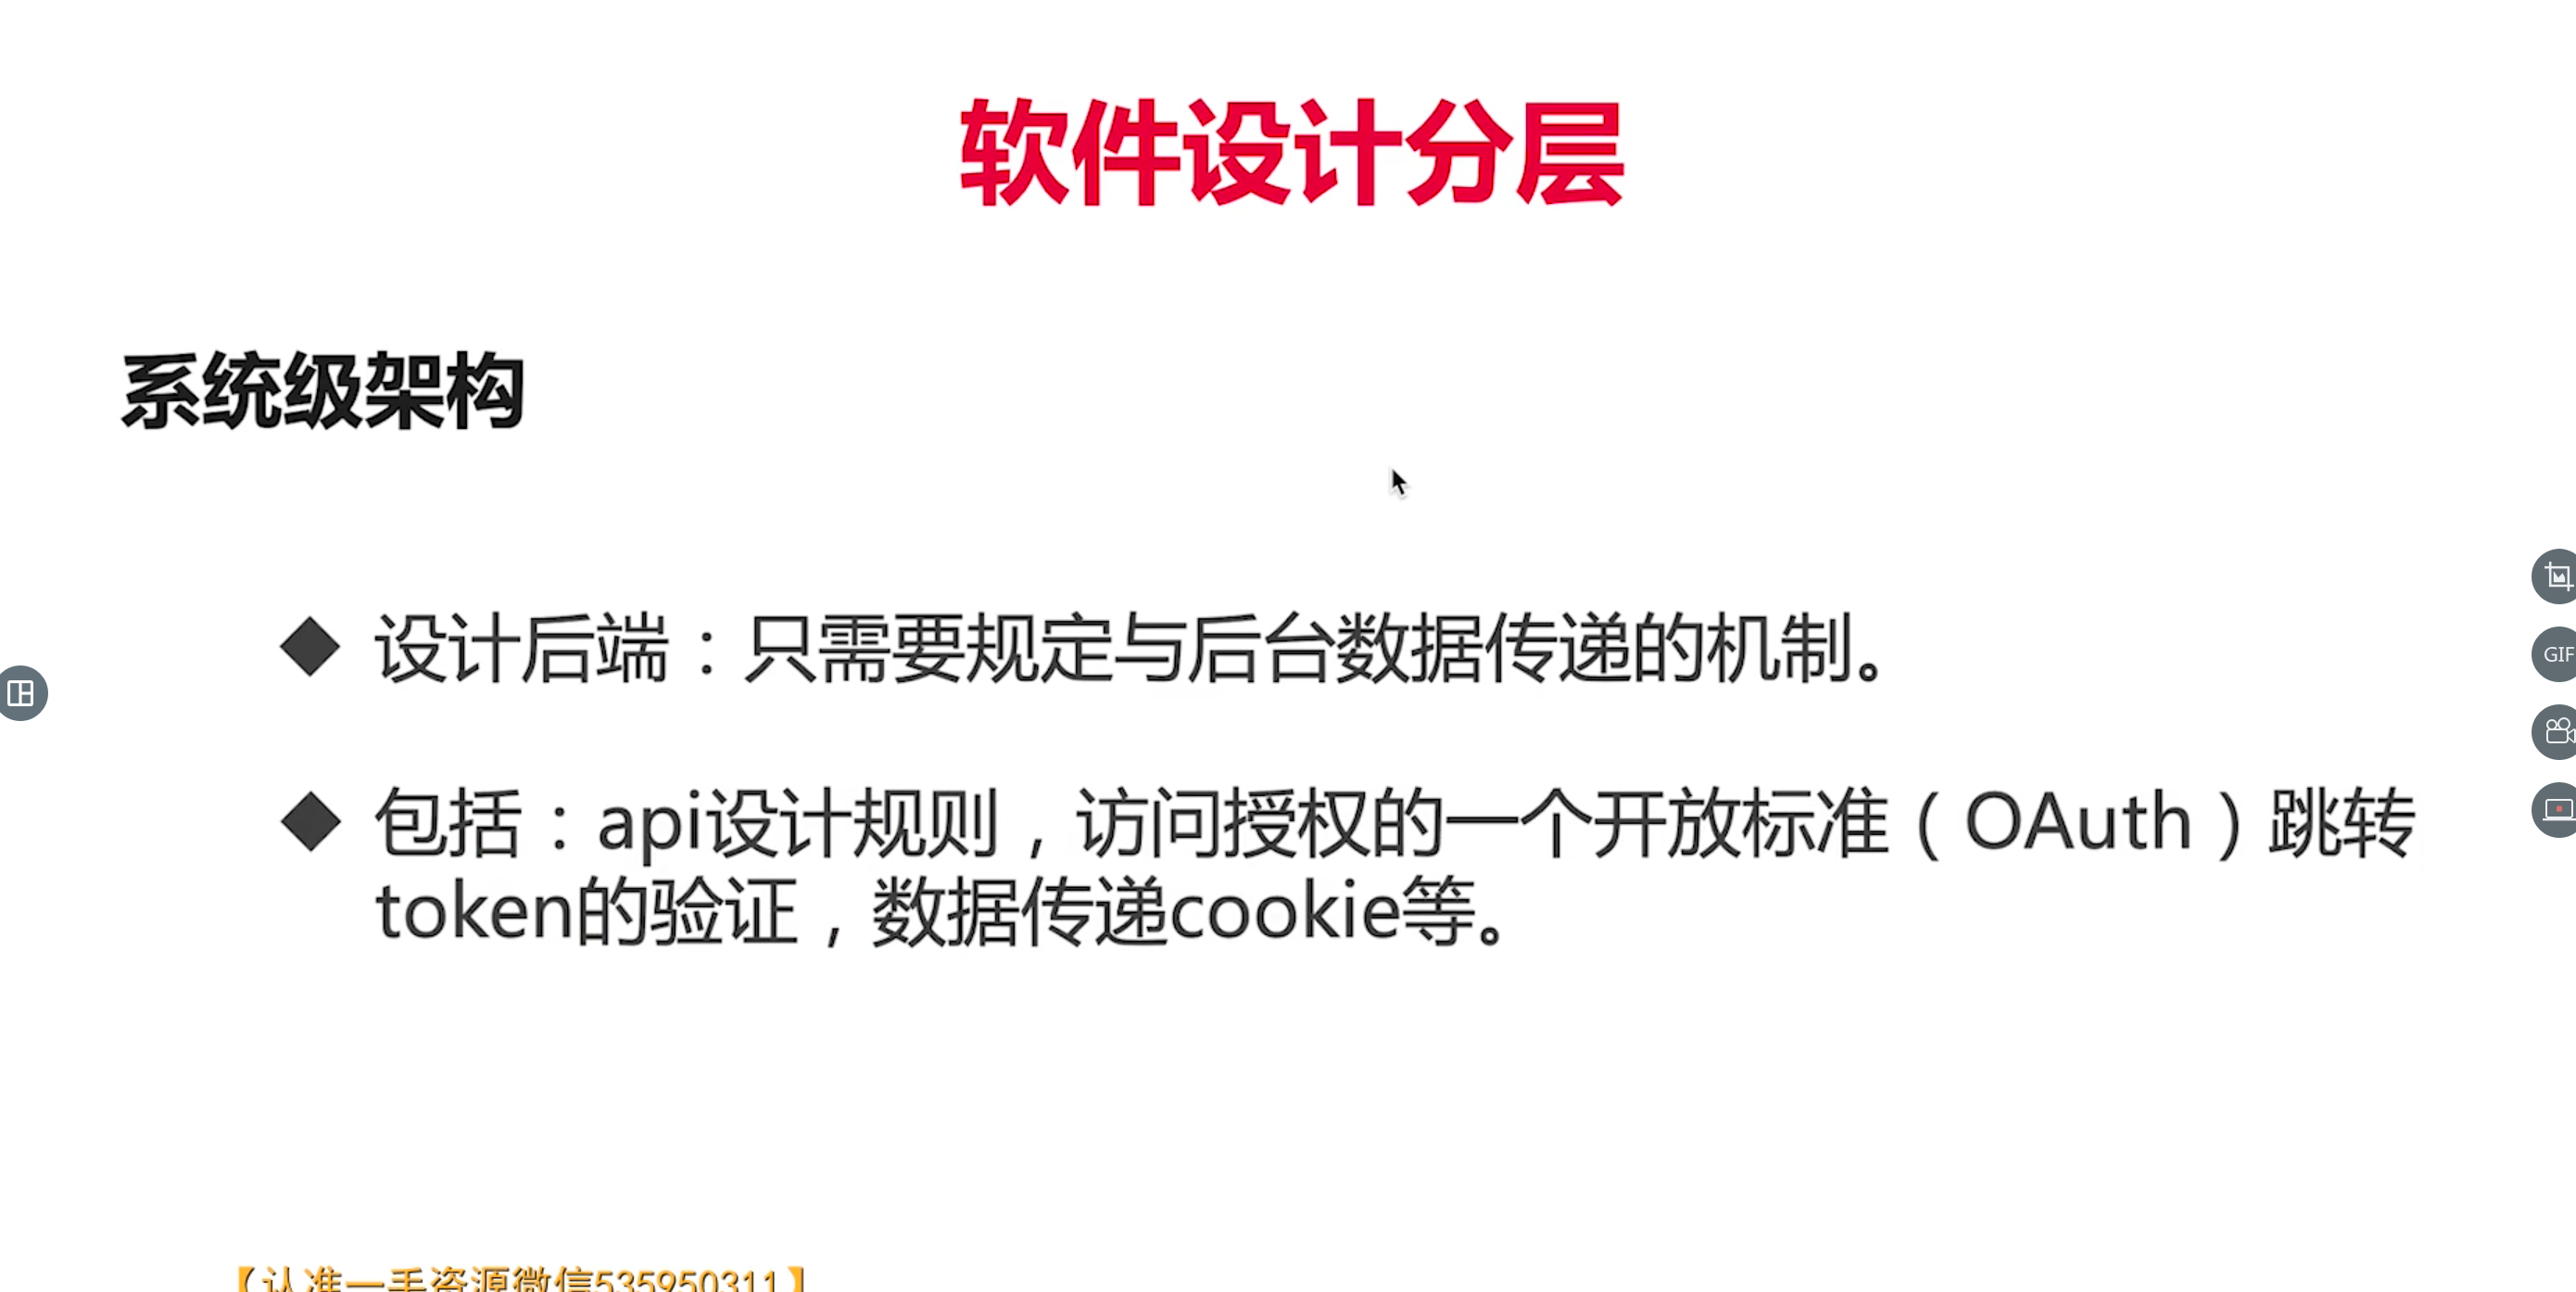 软件设计分层
系统级架构
◆ 设计后端：只需要规定与后台数据传递的机制。
◆ 包括：api设计规则，访问授权的一个开放标准（OAuth）跳转
token的验证，数据传递cookie等。
GIF
【认准一手资源微信535950311】